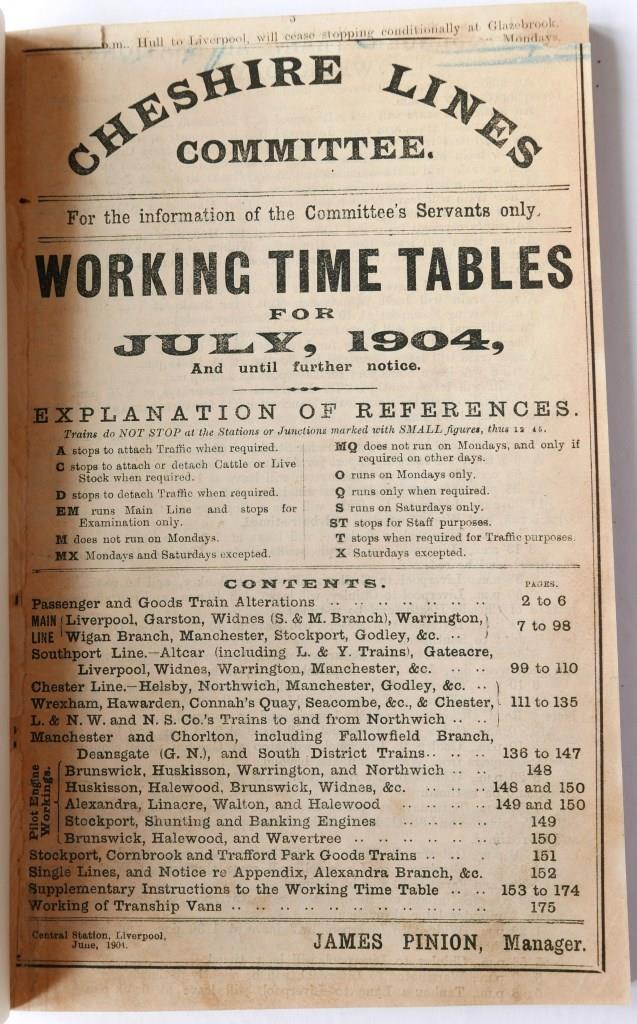 5
p.m., Hull to Liverpool, will cease stopping conditionally at Glazebrook.
on Mondays.
CHESHIRE LINES
COMMITTEE.
For the information of the Committee's Servants only.
WORKING TIME TABLES
FOR
JULY, 1904,
And until further notice.
EXPLANATION OF REFERENCES.
Trains do NOT STOP at the Stations or Junctions marked with SMALL figures, thus 12 45.
A stops to attach Traffic when required.
C stops to attach or detach Cattle or Live
Stock when required.
D stops to detach Traffic when required.
EM runs Main Line and stops for
Examination only.
M does not run on Mondays.
MX Mondays and Saturdays excepted.
MQ does not run on Mondays, and only if
required on other days.
O runs on Mondays only.
Q runs only when required.
S runs on Saturdays only.
ST stops for Staff purposes.
T stops when required for Traffic purposes.
X Saturdays excepted.
CONTENTS. PAGES.
Passenger and Goods Train Alterations .. .. .. .. .. .. .. 2 to 6
MAIN LINE { Liverpool, Garston, Widnes (S. & M. Branch), Warrington, }
Wigan Branch, Manchester, Stockport, Godley, &c. .. } 7 to 98
Southport Line.—Altcar (including L. & Y. Trains), Gateacre,
Liverpool, Widnes, Warrington, Manchester, &c. .. .. 99 to 110
Chester Line.—Helsby, Northwich, Manchester, Godley, &c. .. }
Wrexham, Hawarden, Connah's Quay, Seacombe, &c., & Chester, } 111 to 135
L. & N. W. and N. S. Co.'s Trains to and from Northwich .. .. }
Manchester and Chorlton, including Fallowfield Branch,
Deansgate (G. N.), and South District Trains.. .. .. 136 to 147
Pilot Engine Workings. { Brunswick, Huskisson, Warrington, and Northwich .. .. 148
Huskisson, Halewood, Brunswick, Widnes, &c. .. .. .. 148 and 150
Alexandra, Linacre, Walton, and Halewood .. .. .. .. 149 and 150
Stockport, Shunting and Banking Engines .. .. .. .. 149
Brunswick, Halewood, and Wavertree .. .. .. .. .. 150
Stockport, Cornbrook and Trafford Park Goods Trains .. .. .. 151
Single Lines, and Notice re Appendix, Alexandra Branch, &c. .. 152
Supplementary Instructions to the Working Time Table .. .. 153 to 174
Working of Tranship Vans .. .. .. .. .. .. .. .. .. .. 175
Central Station, Liverpool,
June, 1904.
JAMES PINION, Manager.